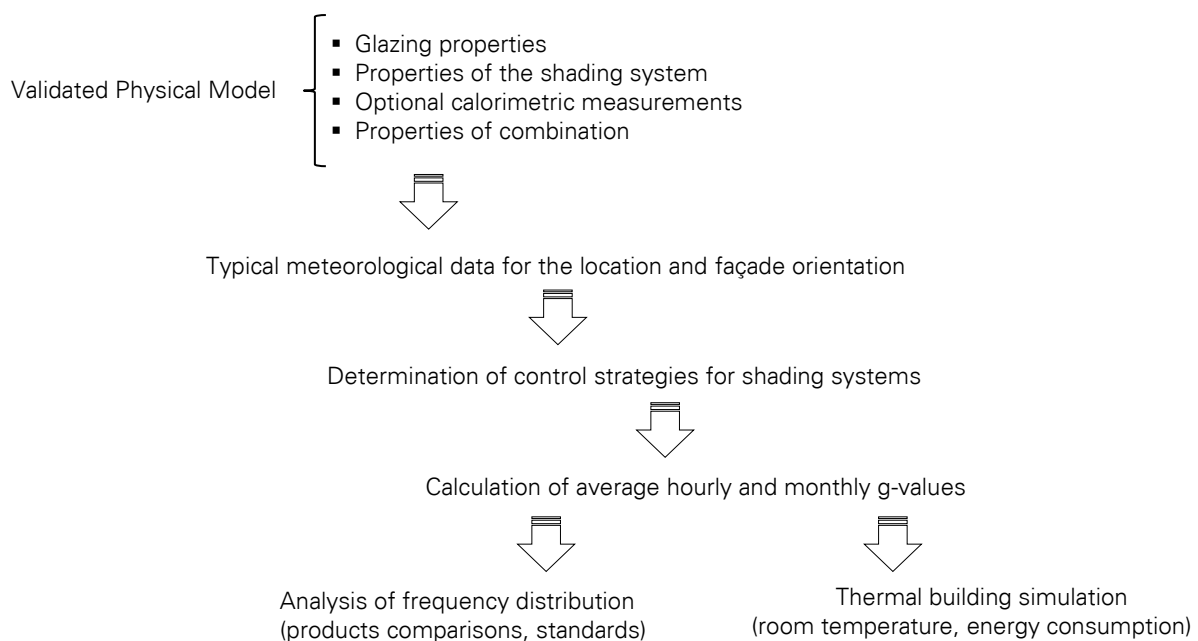 Validated Physical Model
▪ Glazing properties
▪ Properties of the shading system
▪ Optional calorimetric measurements
▪ Properties of combination
Typical meteorological data for the location and façade orientation
Determination of control strategies for shading systems
Calculation of average hourly and monthly g-values
Analysis of frequency distribution
(products comparisons, standards)
Thermal building simulation
(room temperature, energy consumption)